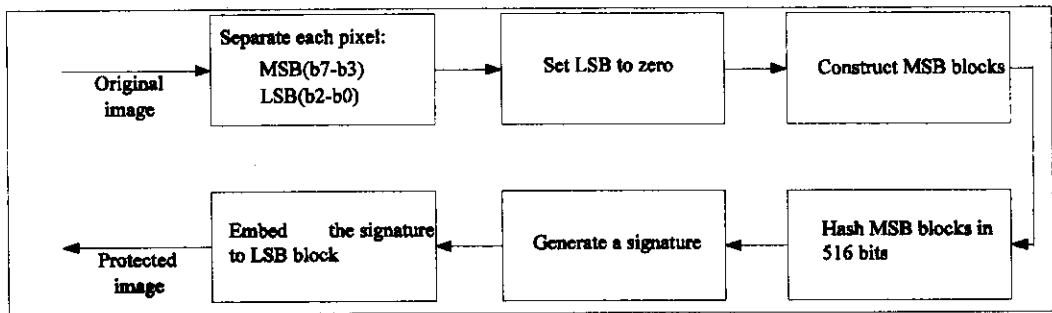 Separate each pixel:
MSB(b7-b3)
LSB(b2-b0)
Original
image
Set LSB to zero
Construct MSB blocks
Hash MSB blocks in
516 bits
Generate a signature
Embed the signature
to LSB block
Protected
image